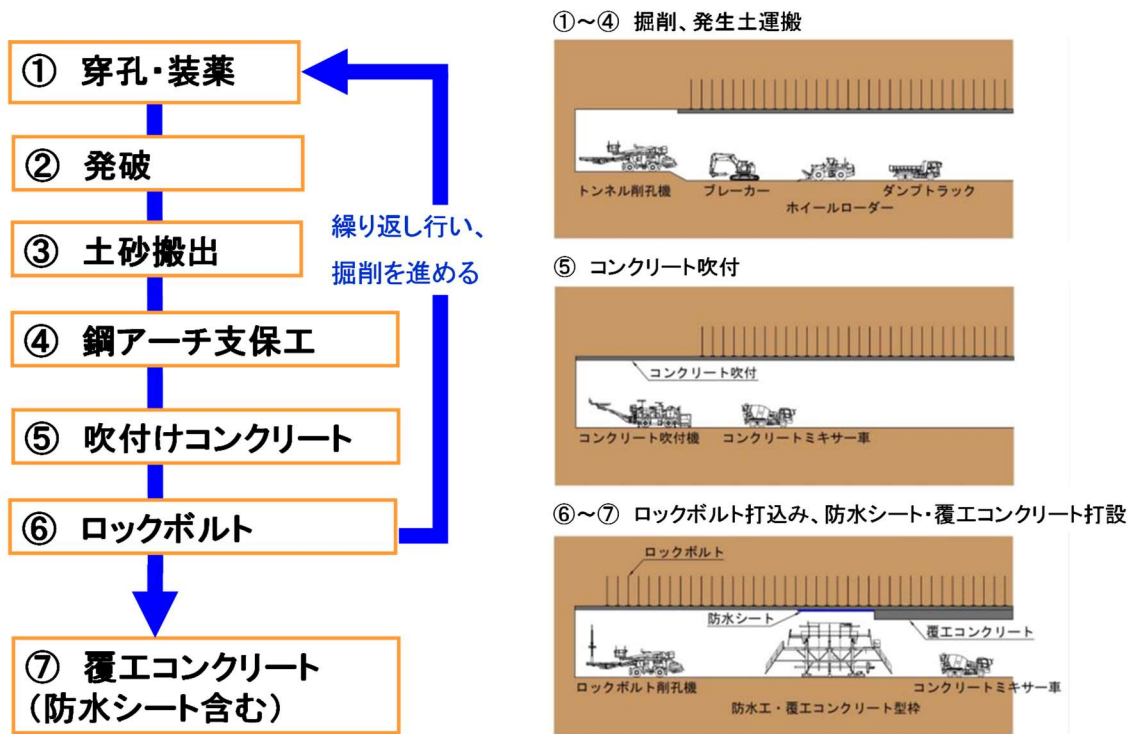 ① 穿孔・装薬
② 発破
③ 土砂搬出
④ 鋼アーチ支保工
⑤ 吹付けコンクリート
⑥ ロックボルト
⑦ 覆工コンクリート
（防水シート含む）
繰り返し行い、
掘削を進める
①～④ 掘削、発生土運搬
トンネル削孔機
ブレーカー
ホイールローダー
ダンプトラック
⑤ コンクリート吹付
コンクリート吹付
コンクリート吹付機
コンクリートミキサー車
⑥～⑦ ロックボルト打込み、防水シート・覆工コンクリート打設
ロックボルト
防水シート
覆工コンクリート
ロックボルト削孔機
コンクリートミキサー車
防水工・覆工コンクリート型枠